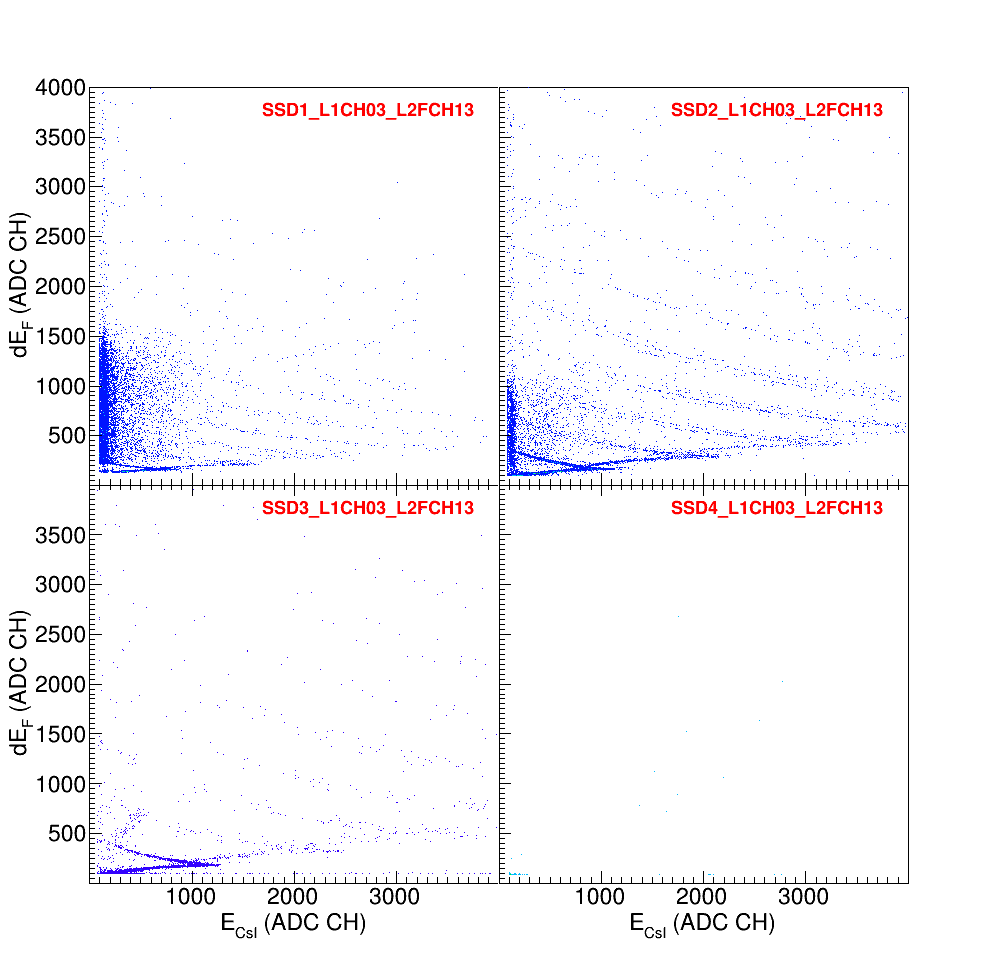 4000
3500
3000
2500
2000
1500
1000
500
dE_F (ADC CH)
SSD1_L1CH03_L2FCH13
SSD2_L1CH03_L2FCH13
3500
3000
2500
2000
1500
1000
500
dE_F (ADC CH)
SSD3_L1CH03_L2FCH13
SSD4_L1CH03_L2FCH13
1000 2000 3000
1000 2000 3000
E_CsI (ADC CH)
E_CsI (ADC CH)